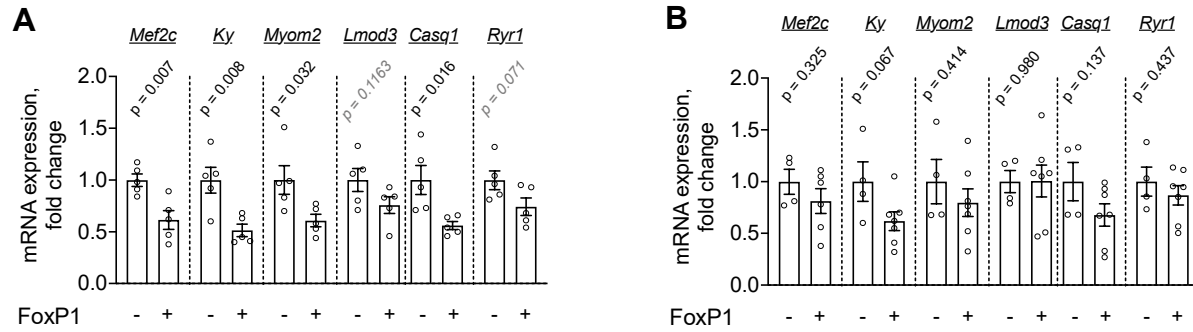 A
Mef2c Ky Myom2 Lmod3 Casq1 Ryr1
p = 0.007 p = 0.008 p = 0.032 p = 0.1163 p = 0.016 p = 0.071
mRNA expression,
fold change
2.0
1.5
1.0
0.5
0.0
FoxP1 - + - + - + - + - + - +
B
Mef2c Ky Myom2 Lmod3 Casq1 Ryr1
p = 0.325 p = 0.067 p = 0.414 p = 0.980 p = 0.137 p = 0.437
mRNA expression,
fold change
2.0
1.5
1.0
0.5
0.0
FoxP1 - + - + - + - + - + - +